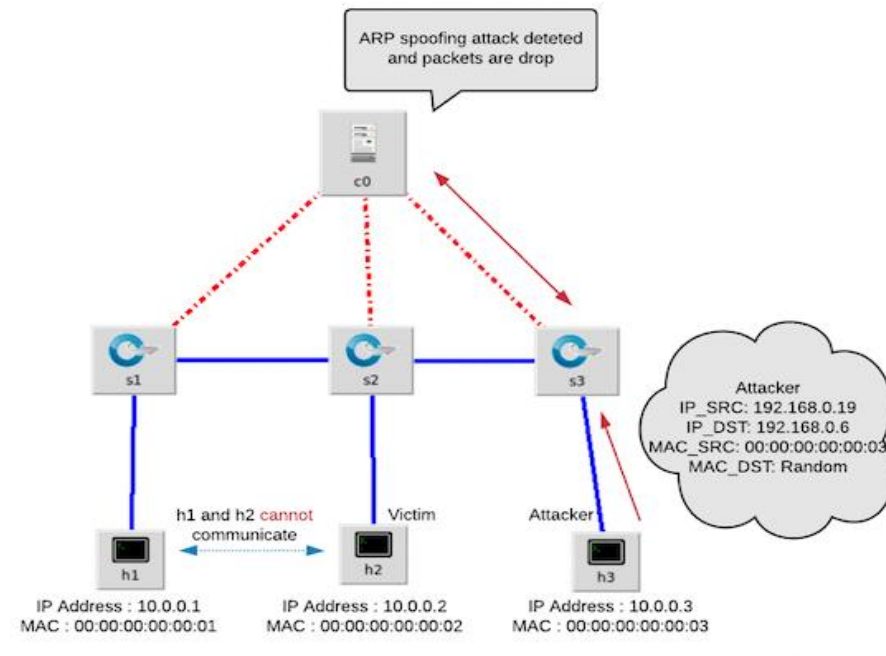 ARP spoofing attack deteted
and packets are drop
c0
s1
s2
s3
Attacker
IP_SRC: 192.168.0.19
IP_DST: 192.168.0.6
MAC_SRC: 00:00:00:00:00:03
MAC_DST: Random
h1 and h2 cannot
communicate
Victim
Attacker
h1
h2
h3
IP Address : 10.0.0.1
MAC : 00:00:00:00:00:01
IP Address : 10.0.0.2
MAC : 00:00:00:00:00:02
IP Address : 10.0.0.3
MAC : 00:00:00:00:00:03